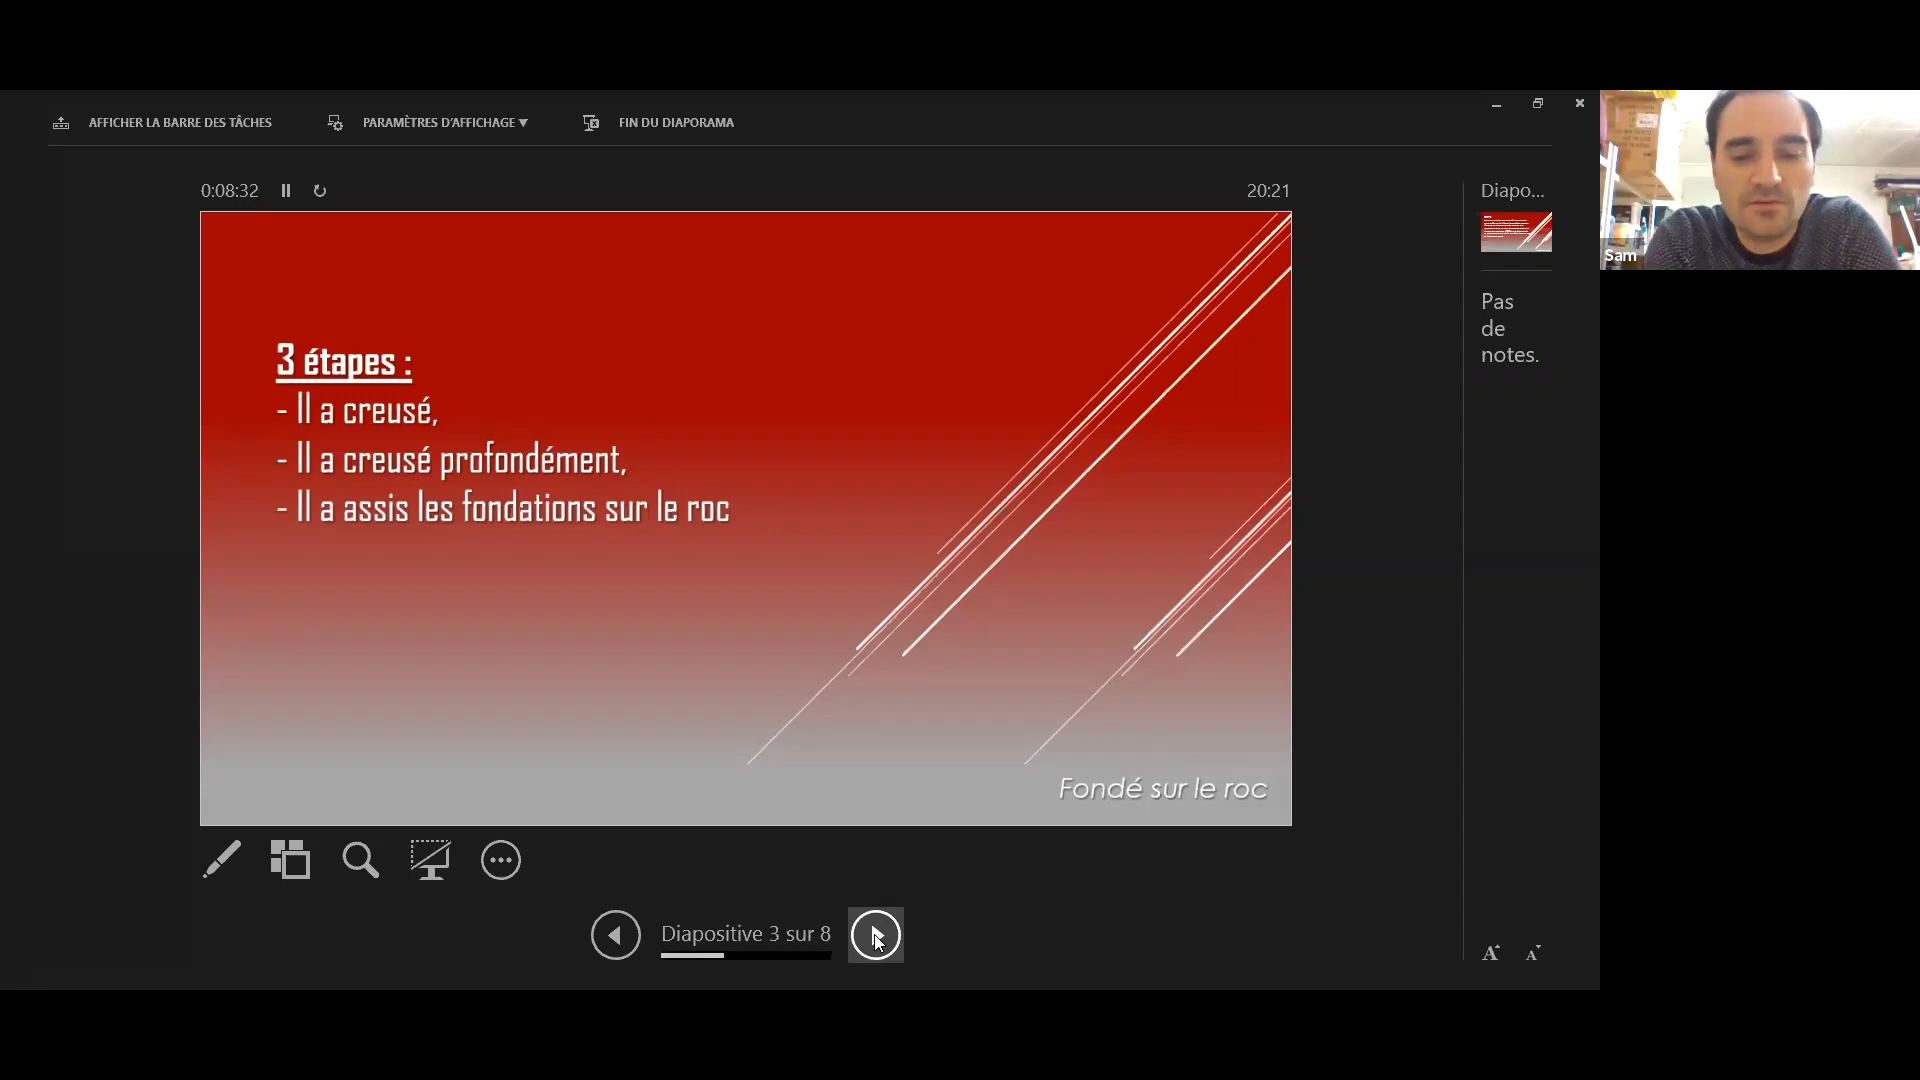 AFFICHER LA BARRE DES TÂCHES
PARAMÈTRES D'AFFICHAGE ▼
FIN DU DIAPORAMA
0:08:32
20:21
3 étapes :
- Il a creusé,
- Il a creusé profondément,
- Il a assis les fondations sur le roc
Fondé sur le roc
Diapositive 3 sur 8
Diapo...
Pas
de
notes.
A A
Sam